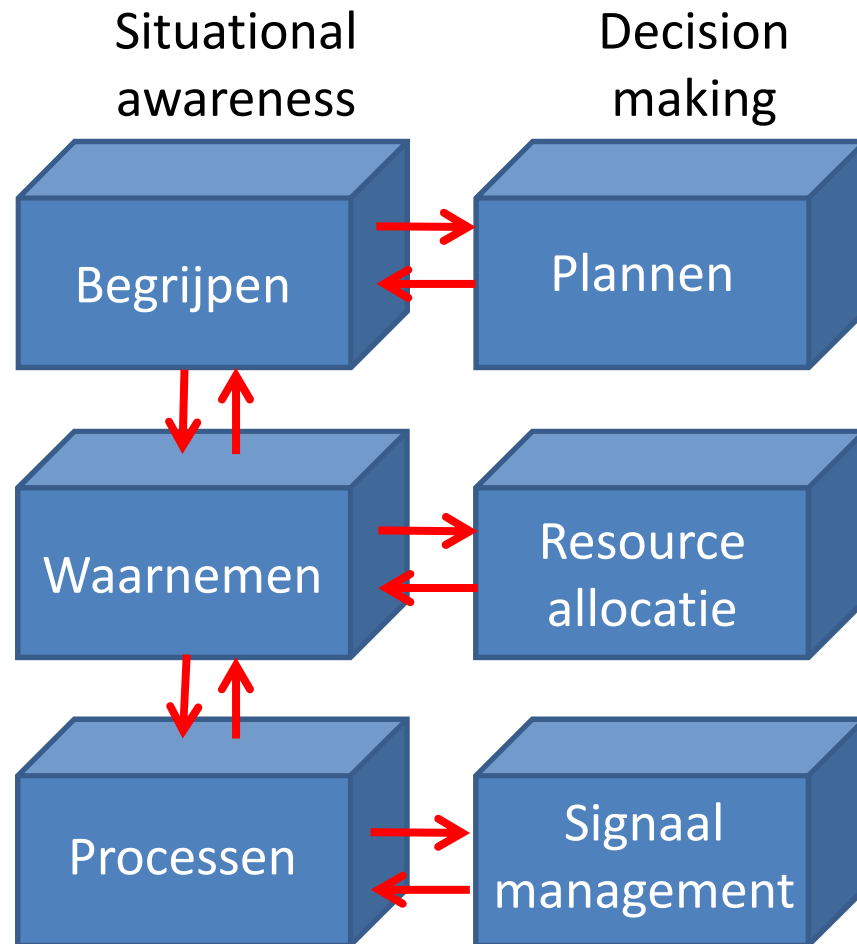 Situational
awareness
Decision
making
Begrijpen
Plannen
Waarnemen
Resource
allocatie
Processen
Signaal
management